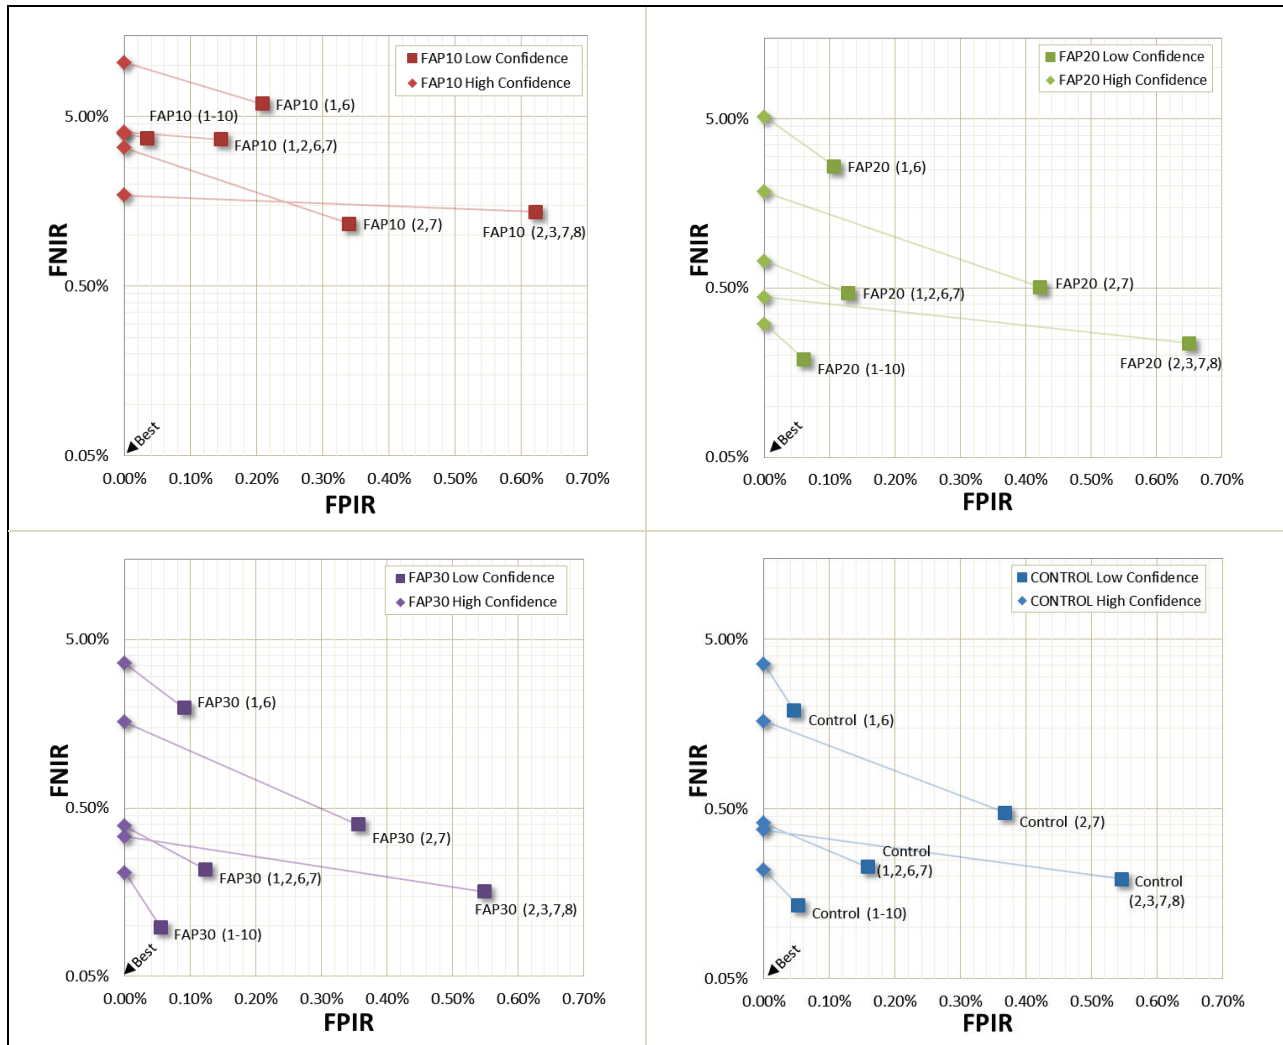 FAP10 Low Confidence
FAP10 High Confidence
FAP10 (1,6)
FAP10 (1-10)
FAP10 (1,2,6,7)
FAP10 (2,7)
FAP10 (2,3,7,8)
5.00%
0.50%
0.05%
FNIR
Best
0.00% 0.10% 0.20% 0.30% 0.40% 0.50% 0.60% 0.70%
FPIR
FAP20 Low Confidence
FAP20 High Confidence
5.00%
FAP20 (1,6)
FAP20 (2,7)
FAP20 (1,2,6,7)
FAP20 (2,3,7,8)
FAP20 (1-10)
0.50%
0.05%
FNIR
Best
0.00% 0.10% 0.20% 0.30% 0.40% 0.50% 0.60% 0.70%
FPIR
FAP30 Low Confidence
FAP30 High Confidence
5.00%
FAP30 (1,6)
FAP30 (2,7)
FAP30 (1,2,6,7)
FAP30 (2,3,7,8)
FAP30 (1-10)
0.50%
0.05%
FNIR
Best
0.00% 0.10% 0.20% 0.30% 0.40% 0.50% 0.60% 0.70%
FPIR
CONTROL Low Confidence
CONTROL High Confidence
5.00%
Control (1,6)
Control (2,7)
Control
(1,2,6,7)
Control
(2,3,7,8)
Control (1-10)
0.50%
0.05%
FNIR
Best
0.00% 0.10% 0.20% 0.30% 0.40% 0.50% 0.60% 0.70%
FPIR